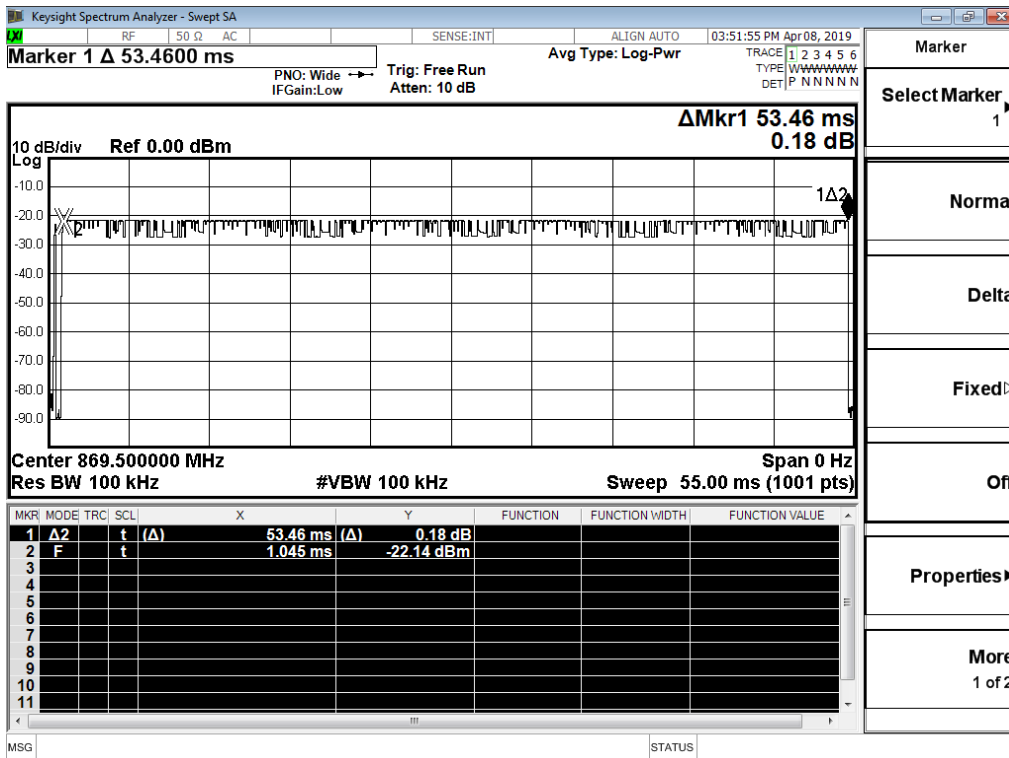 Keysight Spectrum Analyzer - Swept SA
LXI RF 50 Ω AC SENSE:INT ALIGN AUTO 03:51:55 PM Apr 08, 2019
Marker 1 Δ 53.4600 ms
PNO: Wide
IFGain:Low
Trig: Free Run
Atten: 10 dB
Avg Type: Log-Pwr
TRACE 1 2 3 4 5 6
TYPE WWWWWW
DET P N N N N N
ΔMkr1 53.46 ms
0.18 dB
10 dB/div Ref 0.00 dBm
Log
-10.0
-20.0
-30.0
-40.0
-50.0
-60.0
-70.0
-80.0
-90.0
2
1Δ2
Center 869.500000 MHz Span 0 Hz
Res BW 100 kHz #VBW 100 kHz Sweep 55.00 ms (1001 pts)
MKR MODE TRC SCL X Y FUNCTION FUNCTION WIDTH FUNCTION VALUE
1 Δ2 t (Δ) 53.46 ms (Δ) 0.18 dB
2 F t 1.045 ms -22.14 dBm
3
4
5
6
7
8
9
10
11
MSG STATUS
Marker
Select Marker
1
Norma
Delta
Fixed
Of
Properties
More
1 of 2